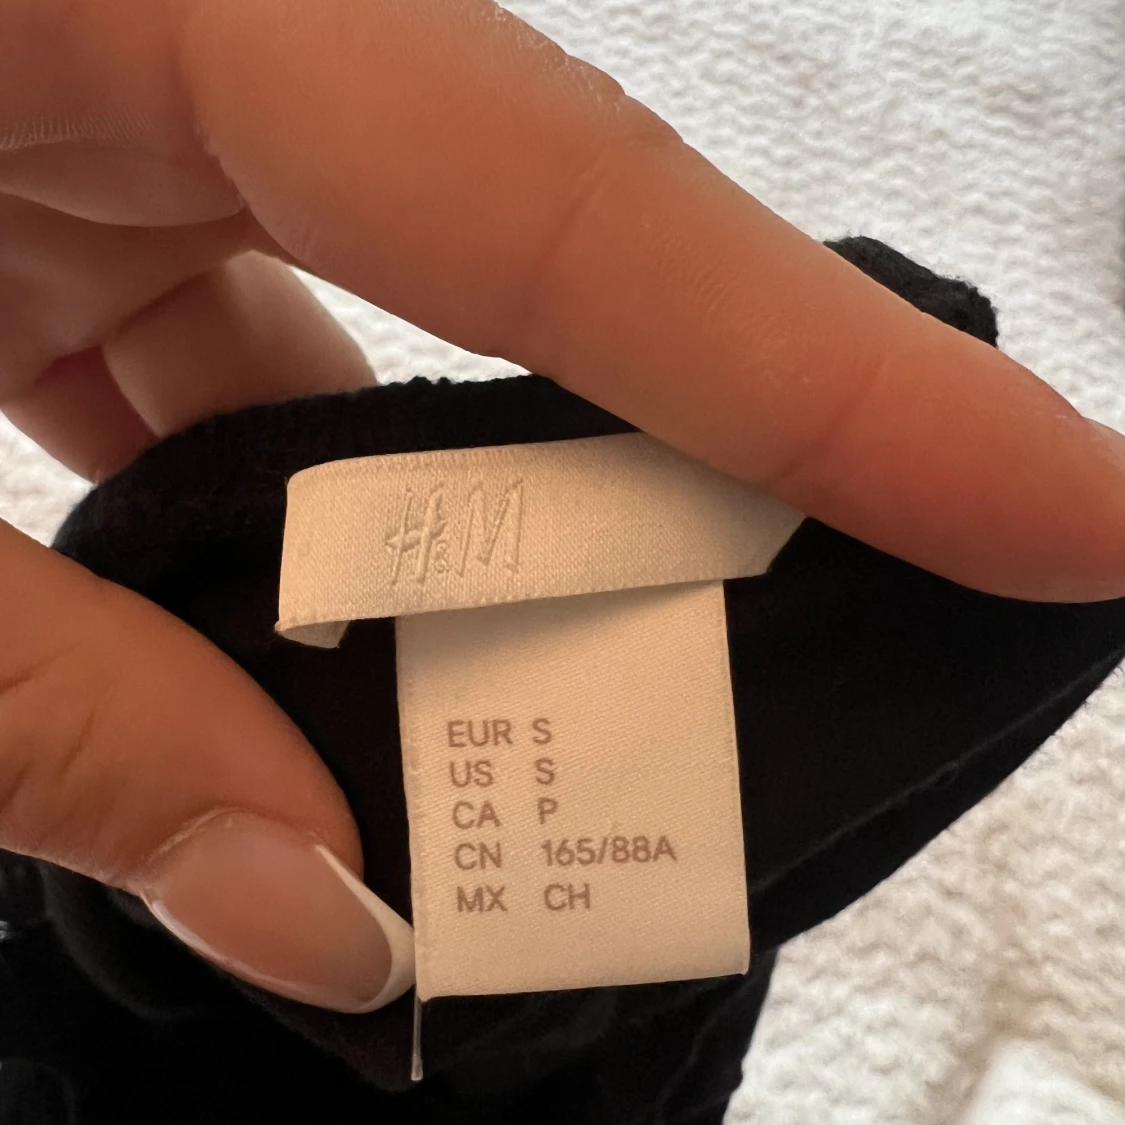 H&M
EUR S
US S
CA P
CN 165/88A
MX CH